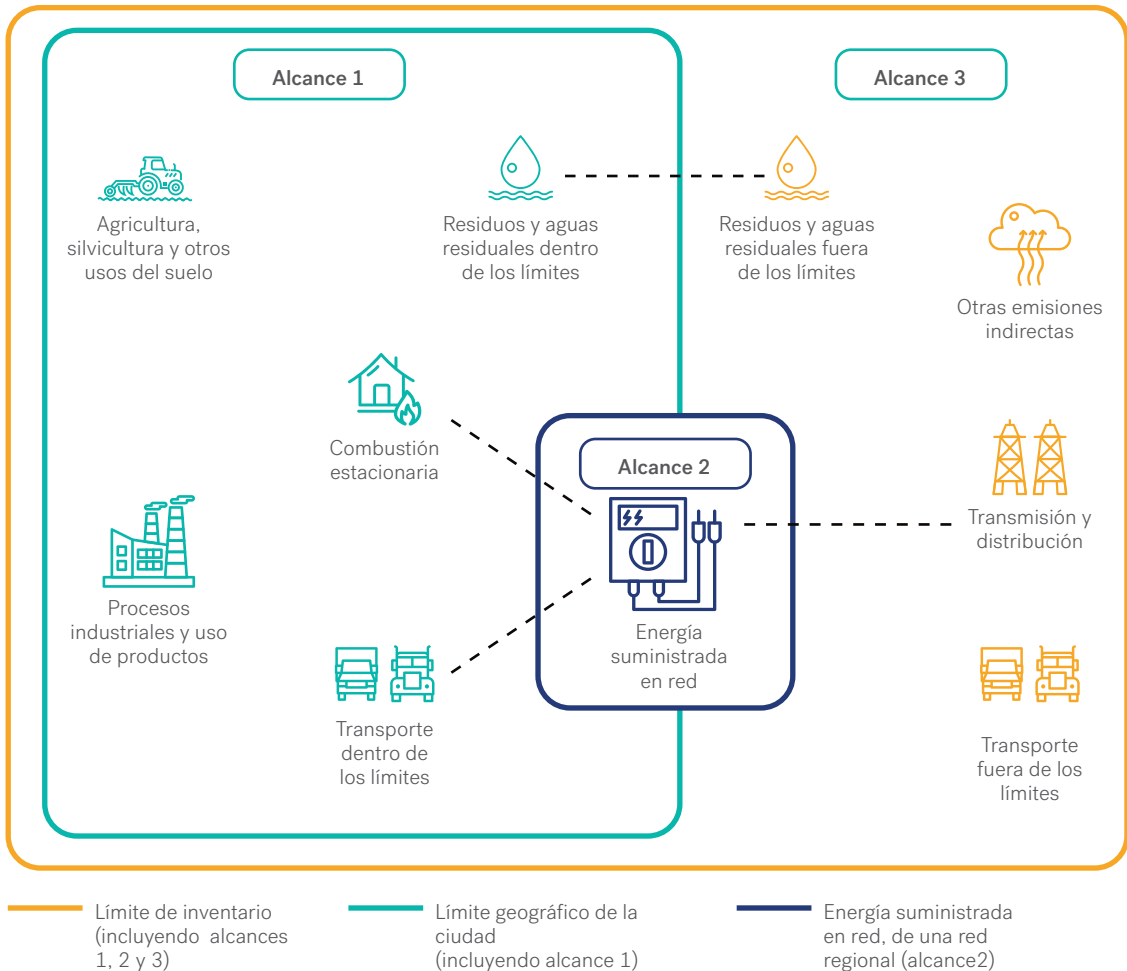 Alcance 1
Alcance 3
Agricultura,
silvicultura y otros
usos del suelo
Residuos y aguas
residuales dentro
de los límites
Residuos y aguas
residuales fuera
de los límites
Otras emisiones
indirectas
Combustión
estacionaria
Alcance 2
Transmisión y
distribución
Procesos
industriales y uso
de productos
Energía
suministrada
en red
Transporte
dentro de
los límites
Transporte
fuera de los
límites
Límite de inventario
(incluyendo alcances
1, 2 y 3)
Límite geográfico de la
ciudad
(incluyendo alcance 1)
Energía suministrada
en red, de una red
regional (alcance2)